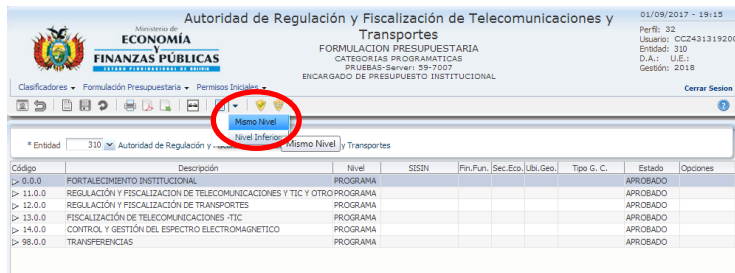 Ministerio de
ECONOMÍA
Y
FINANZAS PÚBLICAS
ESTADO PLURINACIONAL DE BOLIVIA
Autoridad de Regulación y Fiscalización de Telecomunicaciones y
Transportes
FORMULACION PRESUPUESTARIA
CATEGORIAS PROGRAMATICAS
PRUEBAS-Server: 59-7007
ENCARGADO DE PRESUPUESTO INSTITUCIONAL
01/09/2017 - 19:15
Perfil: 32
Usuario: CCZ431319200
Entidad: 310
D.A.: U.E.:
Gestión: 2018
Clasificadores Formulación Presupuestaria Permisos Iniciales
Cerrar Sesion
Mismo Nivel
Nivel Inferior
Mismo Nivel
* Entidad 310 Autoridad de Regulación y y Transportes
Código Descripción Nivel SISIN Fin.Fun. Sec.Eco. Ubi.Geo. Tipo G. C. Estado Opciones
0.0.0 FORTALECIMIENTO INSTITUCIONAL PROGRAMA APROBADO
11.0.0 REGULACIÓN Y FISCALIZACION DE TELECOMUNICACIONES Y TIC Y OTRO PROGRAMA APROBADO
12.0.0 REGULACIÓN Y FISCALIZACIÓN DE TRANSPORTES PROGRAMA APROBADO
13.0.0 FISCALIZACIÓN DE TELECOMUNICACIONES -TIC PROGRAMA APROBADO
14.0.0 CONTROL Y GESTIÓN DEL ESPECTRO ELECTROMAGNETICO PROGRAMA APROBADO
98.0.0 TRANSFERENCIAS PROGRAMA APROBADO